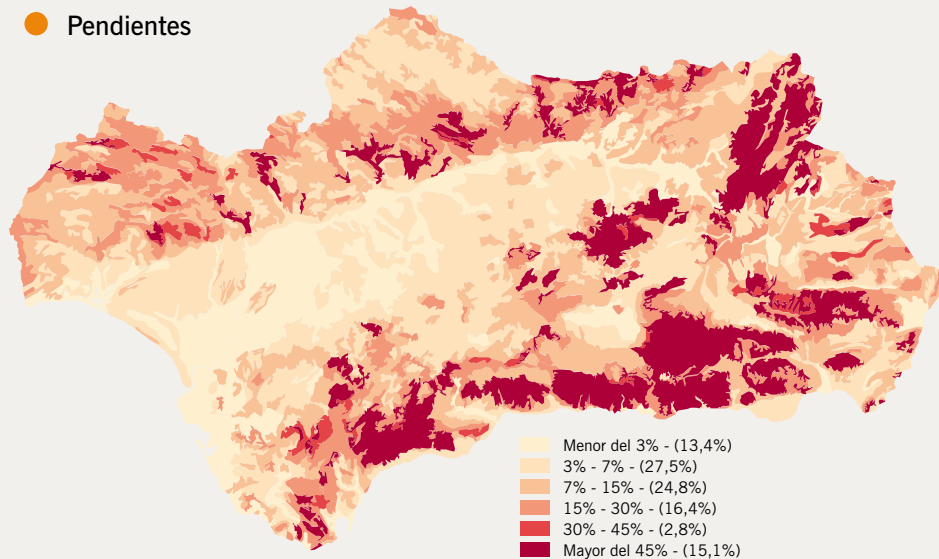 Pendientes
Menor del 3% - (13,4%)
3% - 7% - (27,5%)
7% - 15% - (24,8%)
15% - 30% - (16,4%)
30% - 45% - (2,8%)
Mayor del 45% - (15,1%)